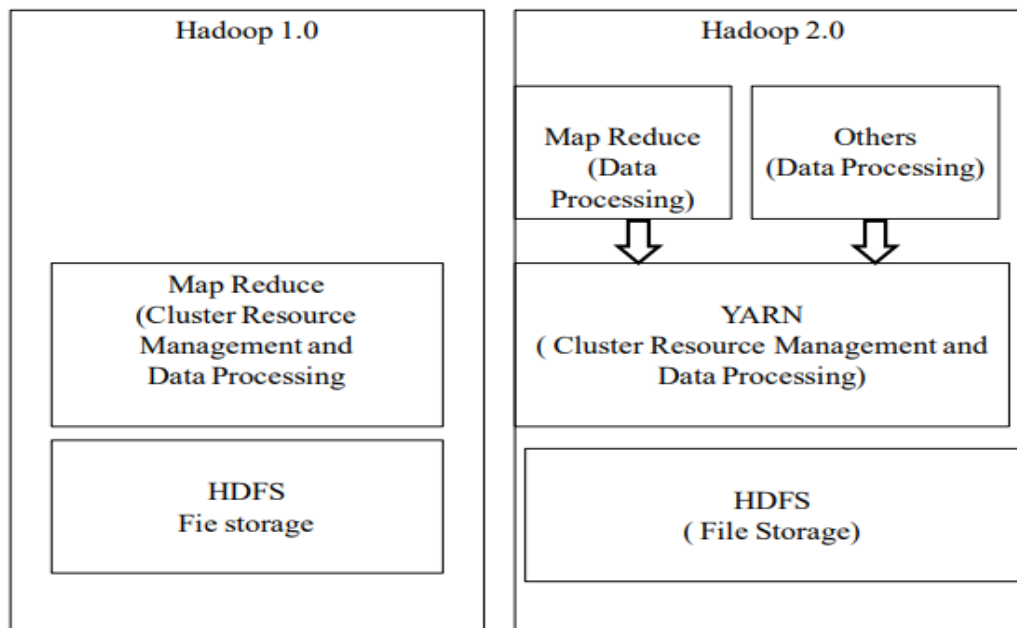 Hadoop 1.0
Map Reduce
(Cluster Resource
Management and
Data Processing
HDFS
Fie storage
Hadoop 2.0
Map Reduce
(Data
Processing)
Others
(Data Processing)
YARN
( Cluster Resource Management and
Data Processing)
HDFS
( File Storage)